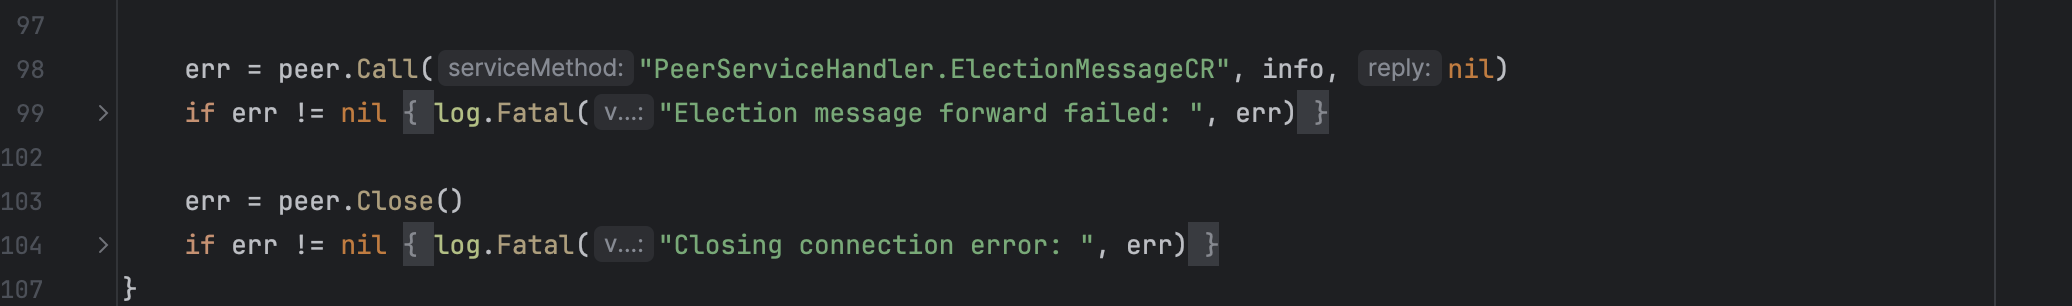 97
98 err = peer.Call( serviceMethod: "PeerServiceHandler.ElectionMessageCR", info, reply: nil)
99 if err != nil { log.Fatal( v...: "Election message forward failed: ", err) }
102
103 err = peer.Close()
104 if err != nil { log.Fatal( v...: "Closing connection error: ", err) }
107 }